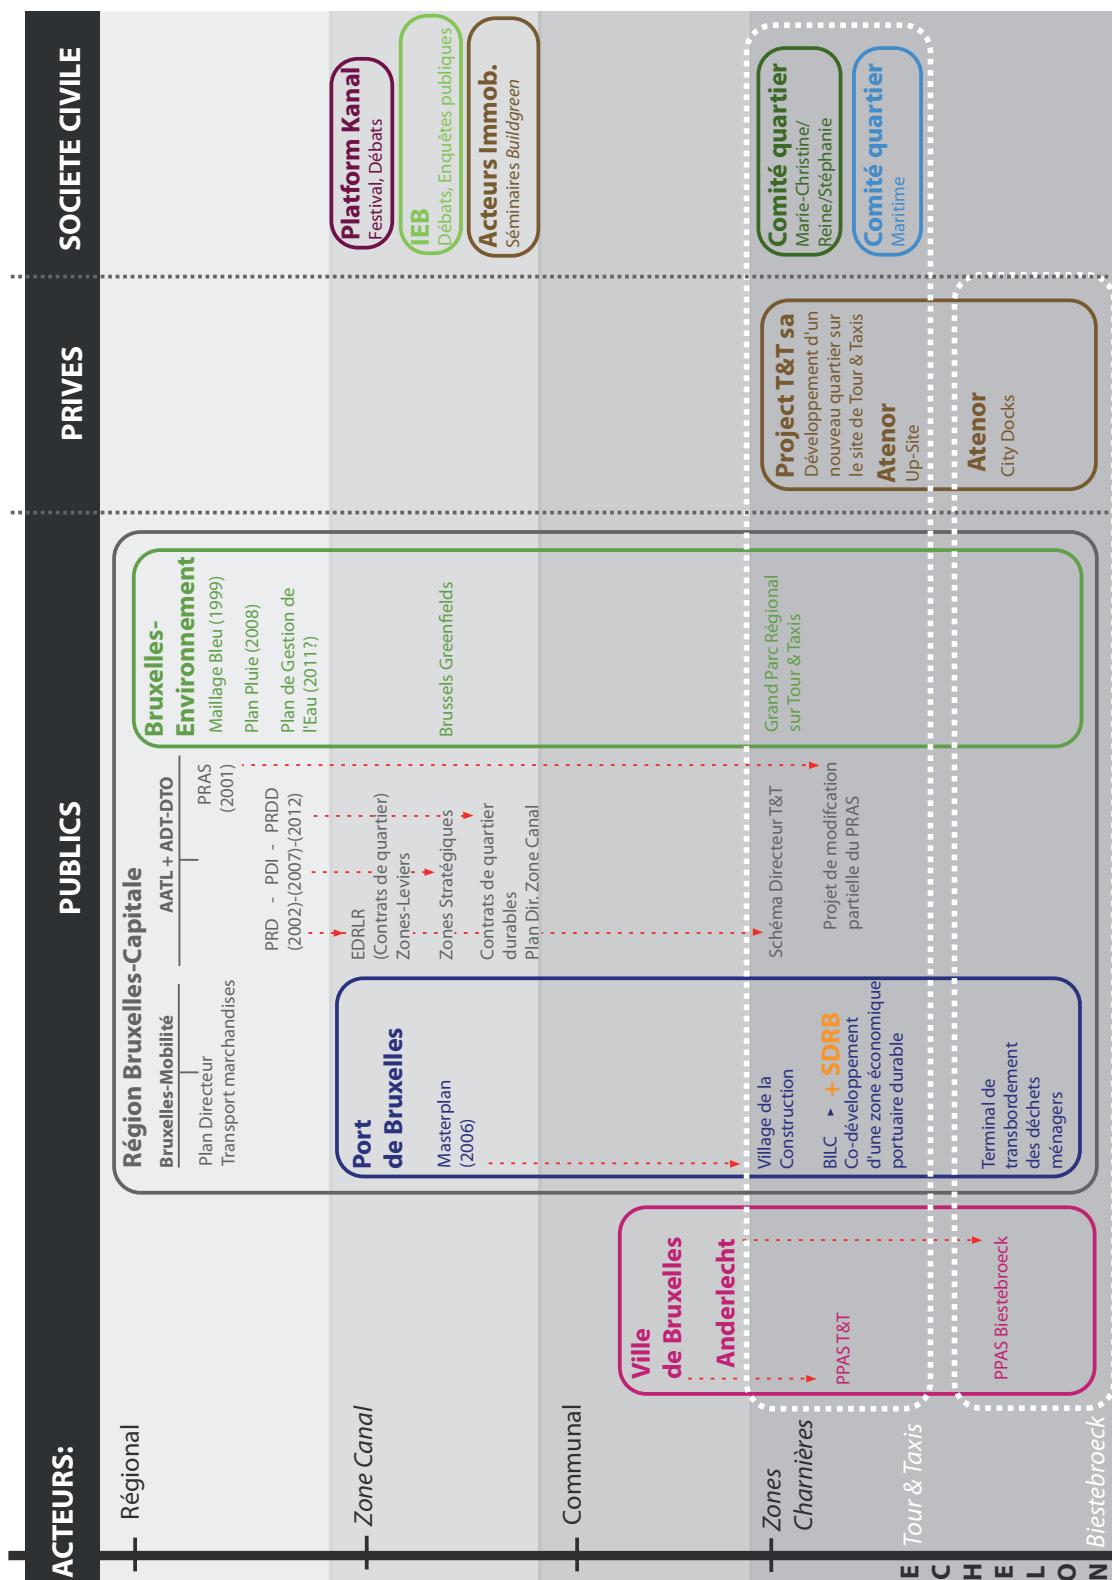 ACTEURS:
PUBLICS
PRIVES
SOCIETE CIVILE
ECHELON
Régional
Zone Canal
Communal
Zones
Charnières
Tour & Taxis
Biestebroeck
Ville
de Bruxelles
Anderlecht
PPAS T&T
PPAS Biestebroeck
Région Bruxelles-Capitale
Bruxelles-Mobilité
Plan Directeur
Transport marchandises
AATL + ADT-DTO
PRAS
(2001)
PRD - PDI - PRDD
(2002)-(2007)-(2012)
EDRLR
(Contrats de quartier)
Zones-Leviers
Zones Stratégiques
Contrats de quartier
durables
Plan Dir. Zone Canal
Schéma Directeur T&T
Projet de modifcation
partielle du PRAS
Port
de Bruxelles
Masterplan
(2006)
Village de la
Construction
BILC ► + SDRB
Co-développement
d'une zone économique
portuaire durable
Terminal de
transbordement
des déchets
ménagers
Bruxelles-
Environnement
Maillage Bleu (1999)
Plan Pluie (2008)
Plan de Gestion de
l'Eau (2011?)
Brussels Greenfields
Grand Parc Régional
sur Tour & Taxis
Project T&T sa
Développement d'un
nouveau quartier sur
le site de Tour & Taxis
Atenor
Up-Site
Atenor
City Docks
Platform Kanal
Festival, Débats
IEB
Débats, Enquêtes publiques
Acteurs Immob.
Séminaires Buildgreen
Comité quartier
Marie-Christine/
Reine/Stéphanie
Comité quartier
Maritime